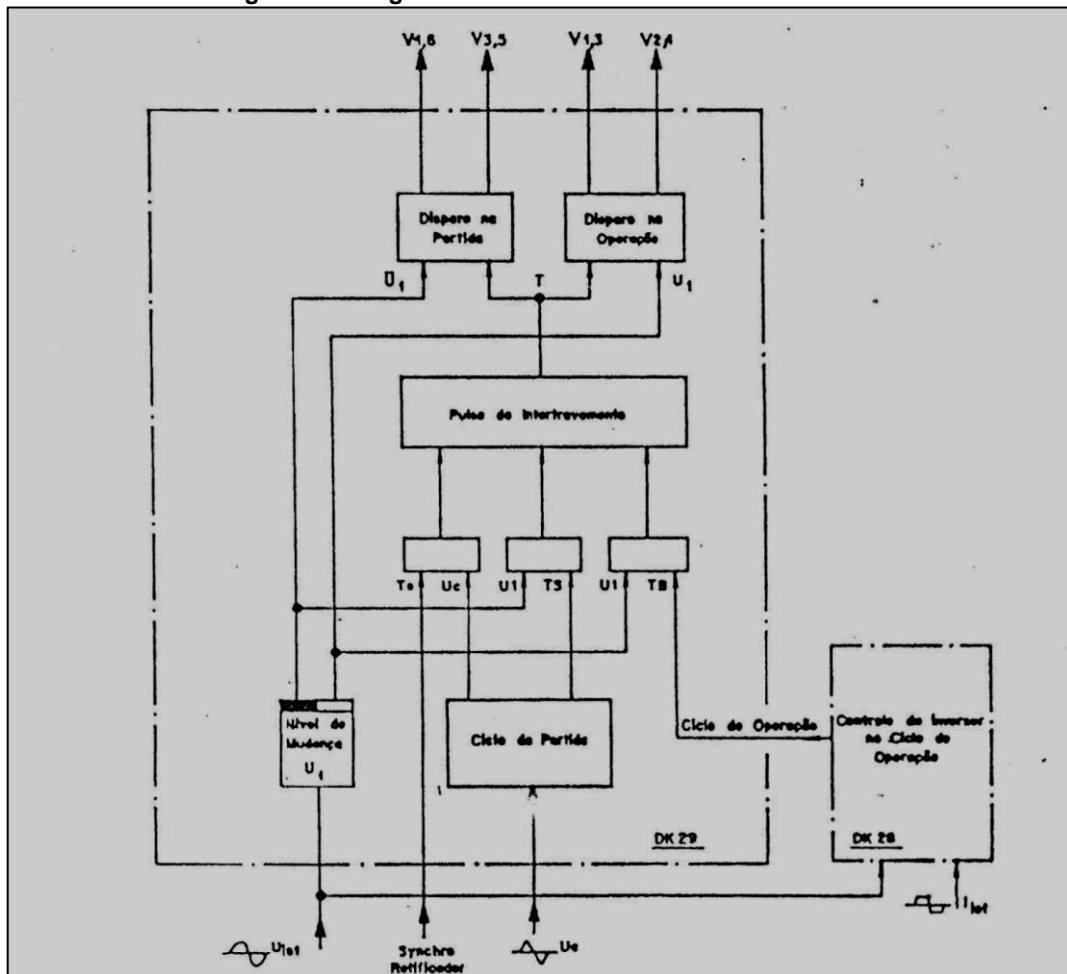 V1,6 V3,5 V1,3 V2,4
Disparo na
Partida
Disparo na
Operação
Ū1 T U1
Pulso de Intertravamento
To Uc U1 TS U1 TB
Nível de
Mudança
U1
Ciclo de Partida
Ciclo de Operação
Controle do Inversor
no Ciclo de
Operação
DK 29
DK 28
Synchro
Retificador